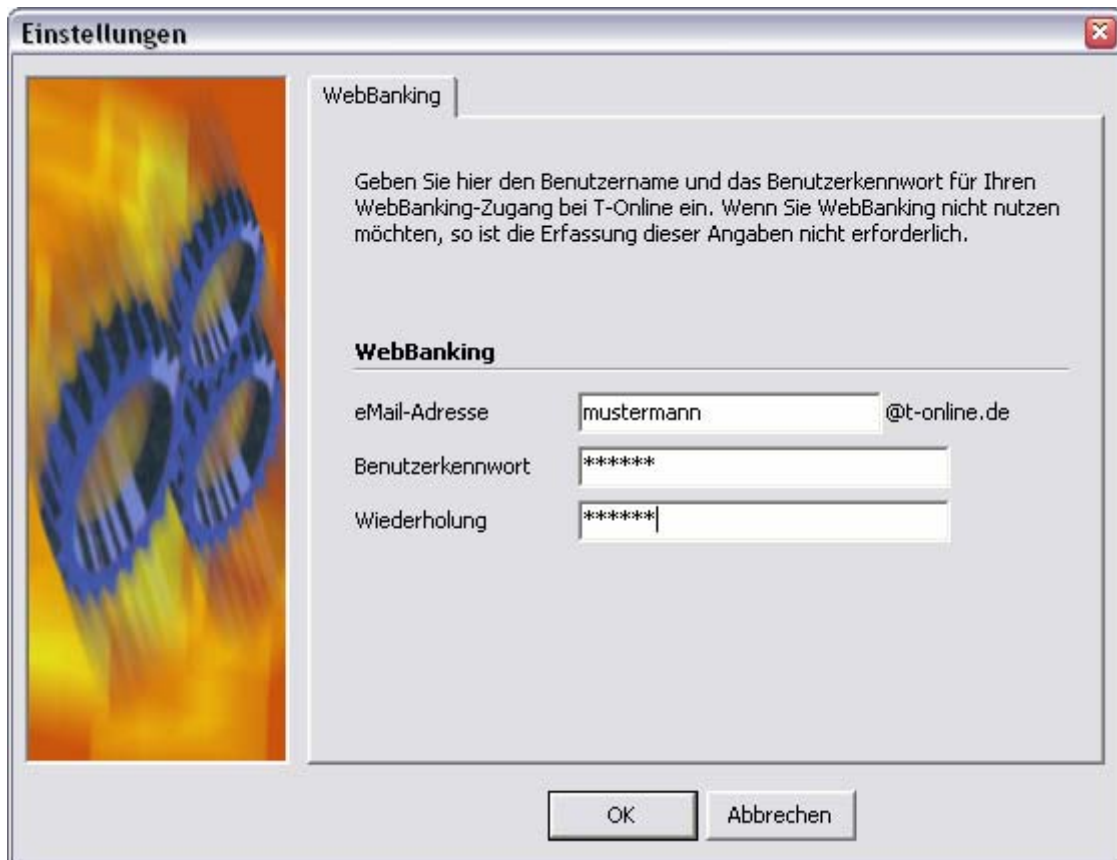 Einstellungen
WebBanking
Geben Sie hier den Benutzername und das Benutzerkennwort für Ihren
WebBanking-Zugang bei T-Online ein. Wenn Sie WebBanking nicht nutzen
möchten, so ist die Erfassung dieser Angaben nicht erforderlich.
WebBanking
eMail-Adresse mustermann @t-online.de
Benutzerkennwort ******
Wiederholung ******
OK Abbrechen